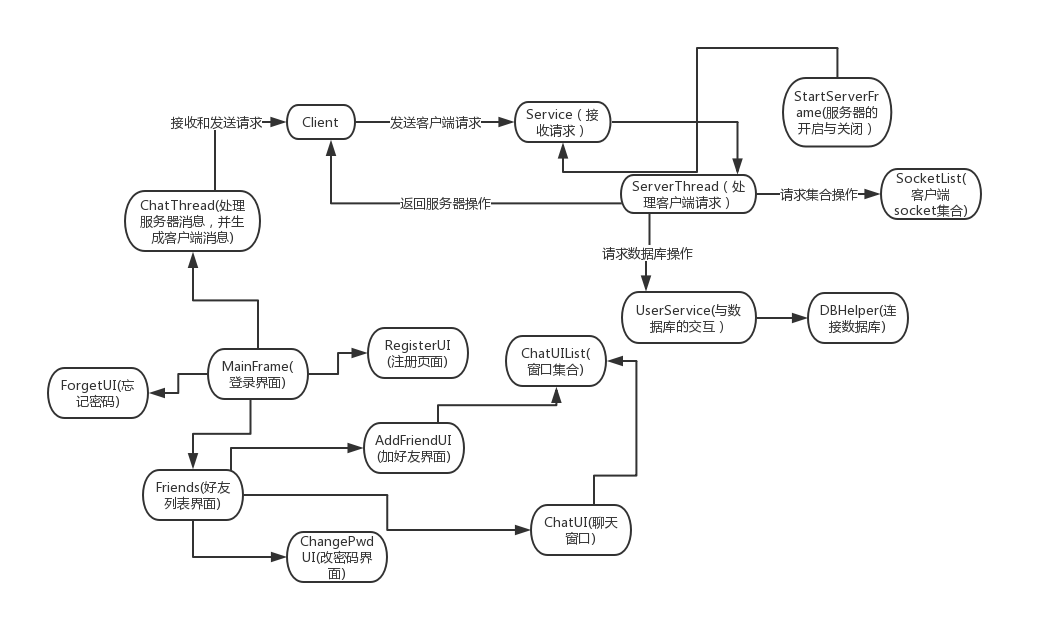 StartServerFr
ame(服务器的
开启与关闭）
接收和发送请求
Client
发送客户端请求
Service（接
收请求）
ServerThread（处
理客户端请求）
请求集合操作
SocketList(
客户端
socket集合)
返回服务器操作
ChatThread(处理
服务器消息，并生
成客户端消息)
请求数据库操作
UserService(与数
据库的交互）
DBHelper(连
接数据库)
RegisterUI
(注册页面)
ChatUIList(
窗口集合)
MainFrame(
登录界面)
ForgetUI(忘
记密码)
AddFriendUI
(加好友界面)
Friends(好友
列表界面)
ChatUI(聊天
窗口)
ChangePwd
UI(改密码界
面)